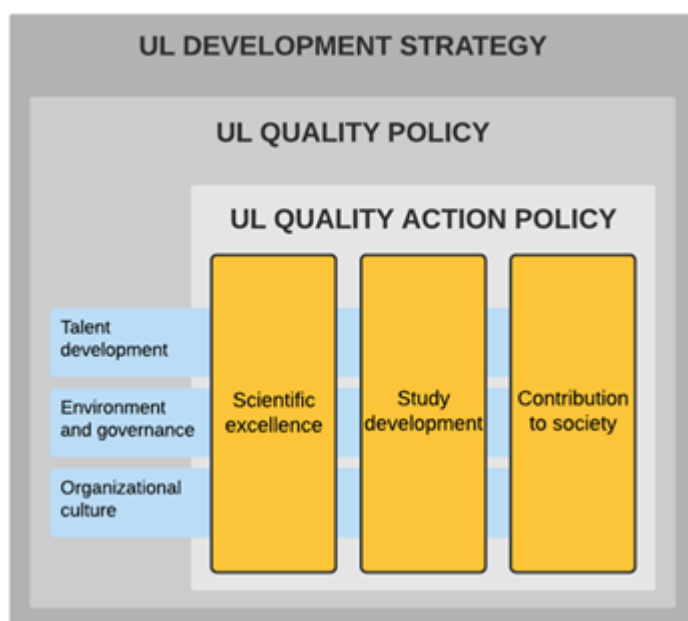 UL DEVELOPMENT STRATEGY
UL QUALITY POLICY
UL QUALITY ACTION POLICY
Talent
development
Environment
and governance
Organizational
culture
Scientific
excellence
Study
development
Contribution
to society